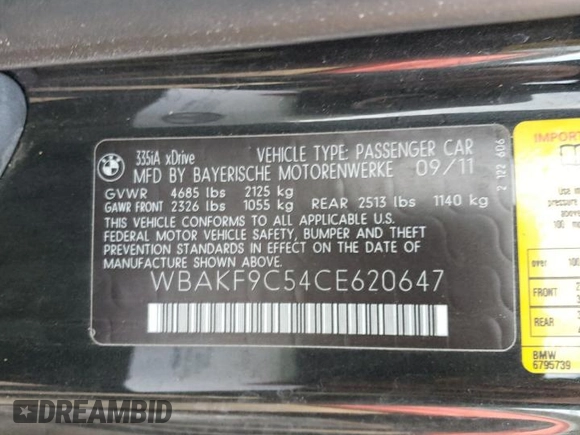 335iA xDrive VEHICLE TYPE: PASSENGER CAR
MFD BY BAYERISCHE MOTORENWERKE 09/11
GVWR 4685 lbs 2125 kg
GAWR FRONT 2326 lbs 1055 kg REAR 2513 lbs 1140 kg
THIS VEHICLE CONFORMS TO ALL APPLICABLE U.S.
FEDERAL MOTOR VEHICLE SAFETY, BUMPER AND THEFT
PREVENTION STANDARDS IN EFFECT ON THE DATE
OF MANUFACTURE SHOWN ABOVE.
WBAKF9C54CE620647
2 122 606
over 100
FRONT
REAR
BMW
6795739
DREAMBID